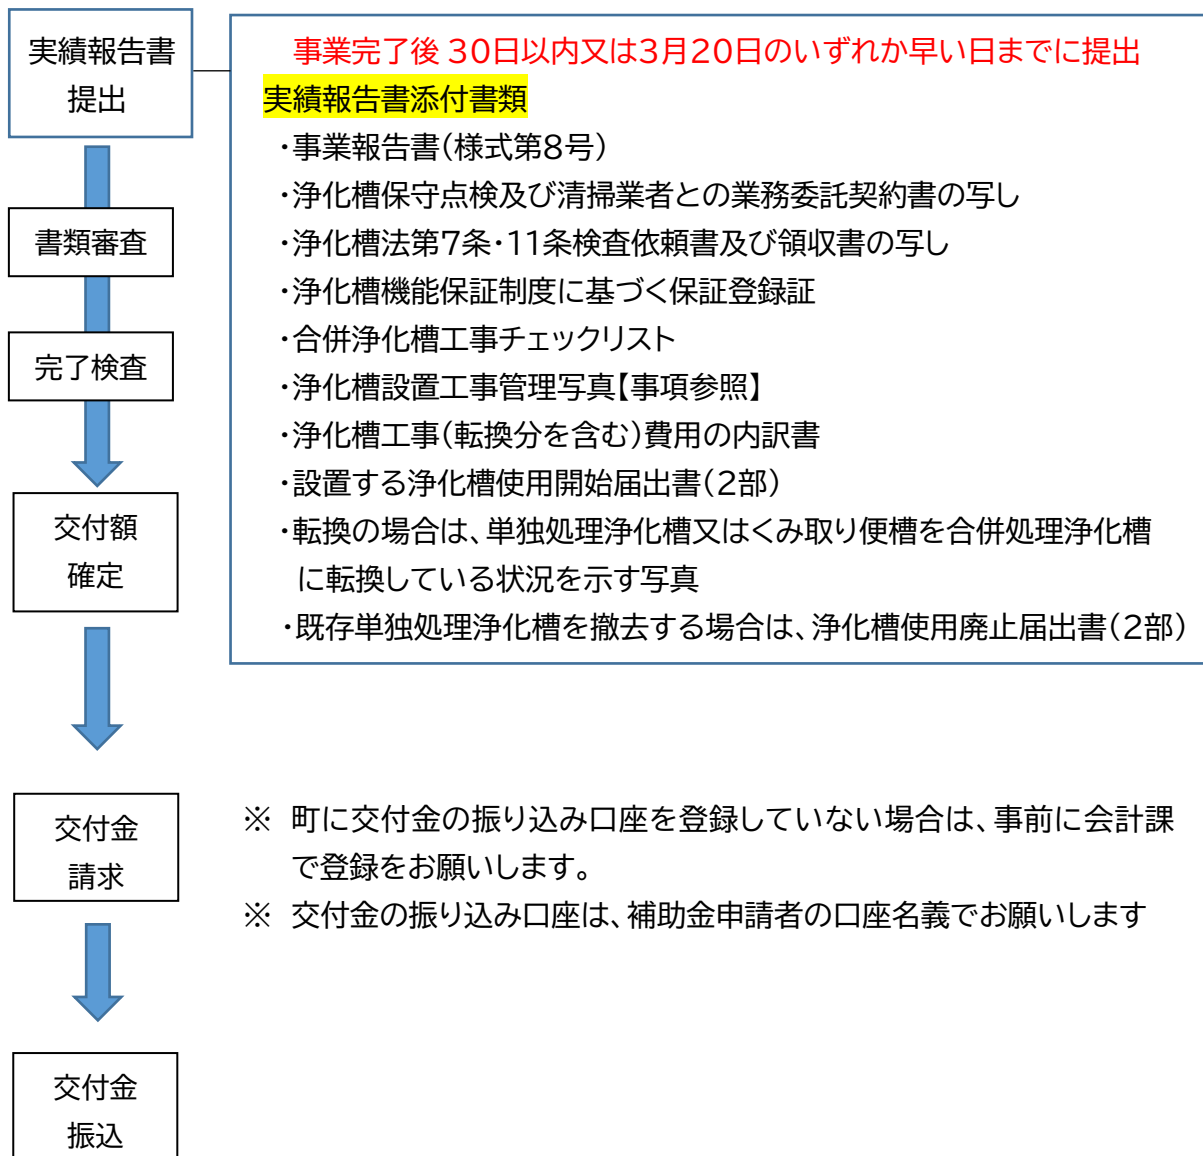 実績報告書
提出
事業完了後 30日以内又は3月20日のいずれか早い日までに提出
実績報告書添付書類
・事業報告書(様式第8号)
・浄化槽保守点検及び清掃業者との業務委託契約書の写し
・浄化槽法第7条・11条検査依頼書及び領収書の写し
・浄化槽機能保証制度に基づく保証登録証
・合併浄化槽工事チェックリスト
・浄化槽設置工事管理写真【事項参照】
・浄化槽工事(転換分を含む)費用の内訳書
・設置する浄化槽使用開始届出書(2部)
・転換の場合は、単独処理浄化槽又はくみ取り便槽を合併処理浄化槽
に転換している状況を示す写真
・既存単独処理浄化槽を撤去する場合は、浄化槽使用廃止届出書(2部)
書類審査
完了検査
交付額
確定
交付金
請求
※ 町に交付金の振り込み口座を登録していない場合は、事前に会計課
で登録をお願いします。
※ 交付金の振り込み口座は、補助金申請者の口座名義でお願いします
交付金
振込